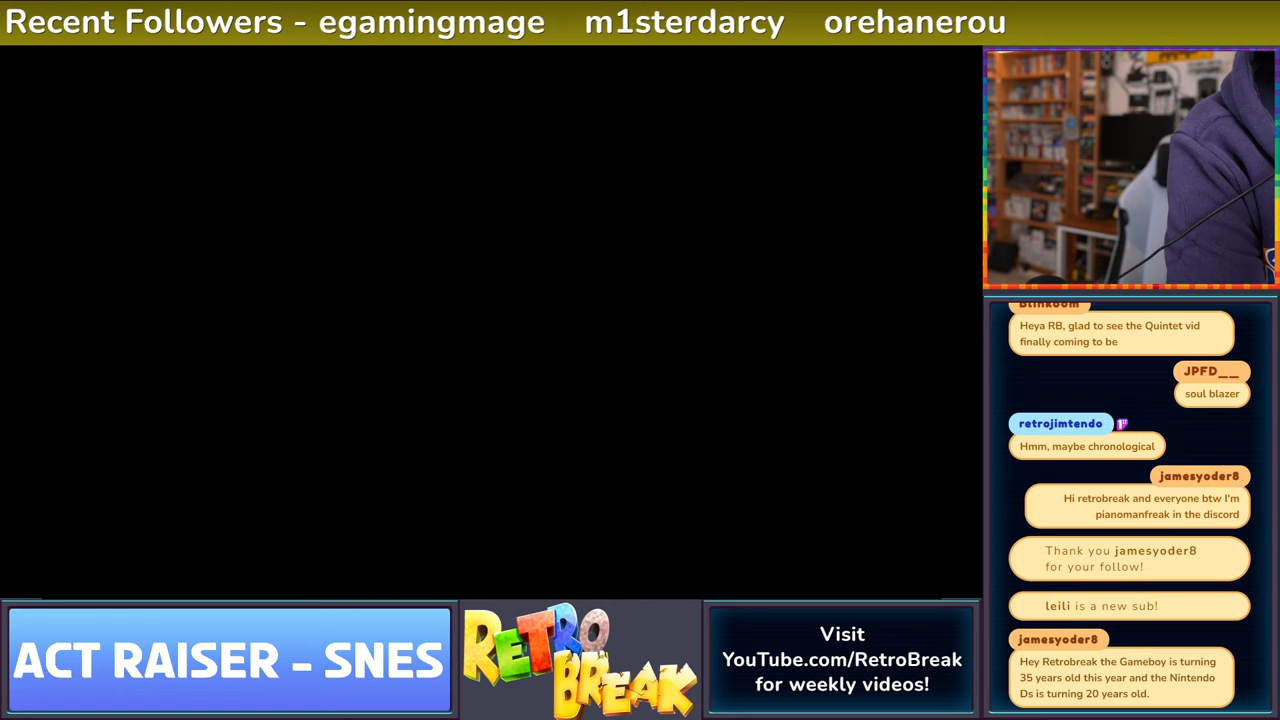 Recent Followers - egamingmage m1sterdarcy orehanerou
Blinkoom
Heya RB, glad to see the Quintet vid
finally coming to be
JPFD__
soul blazer
retrojimtendo
Hmm, maybe chronological
jamesyoder8
Hi retrobreak and everyone btw I'm
pianomanfreak in the discord
Thank you jamesyoder8
for your follow!
leili is a new sub!
jamesyoder8
Hey Retrobreak the Gameboy is turning
35 years old this year and the Nintendo
Ds is turning 20 years old.
ACT RAISER - SNES
RETRO
BREAK
Visit
YouTube.com/RetroBreak
for weekly videos!